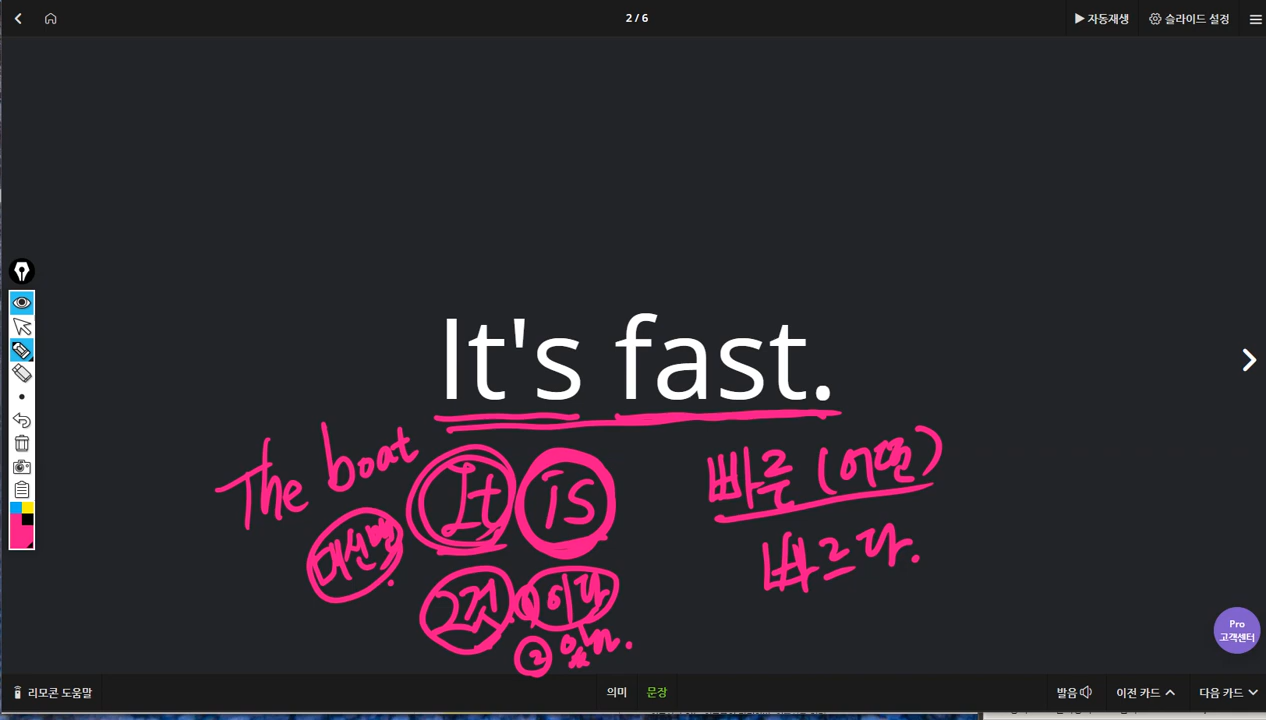 2 / 6
자동재생
슬라이드 설정
It's fast.
The boat It is 빠루 (어떤)
대신말. 빠르다.
그것 ① 이다
② 있다.
Pro
고객센터
리모콘 도움말
의미
문장
발음
이전 카드
다음 카드